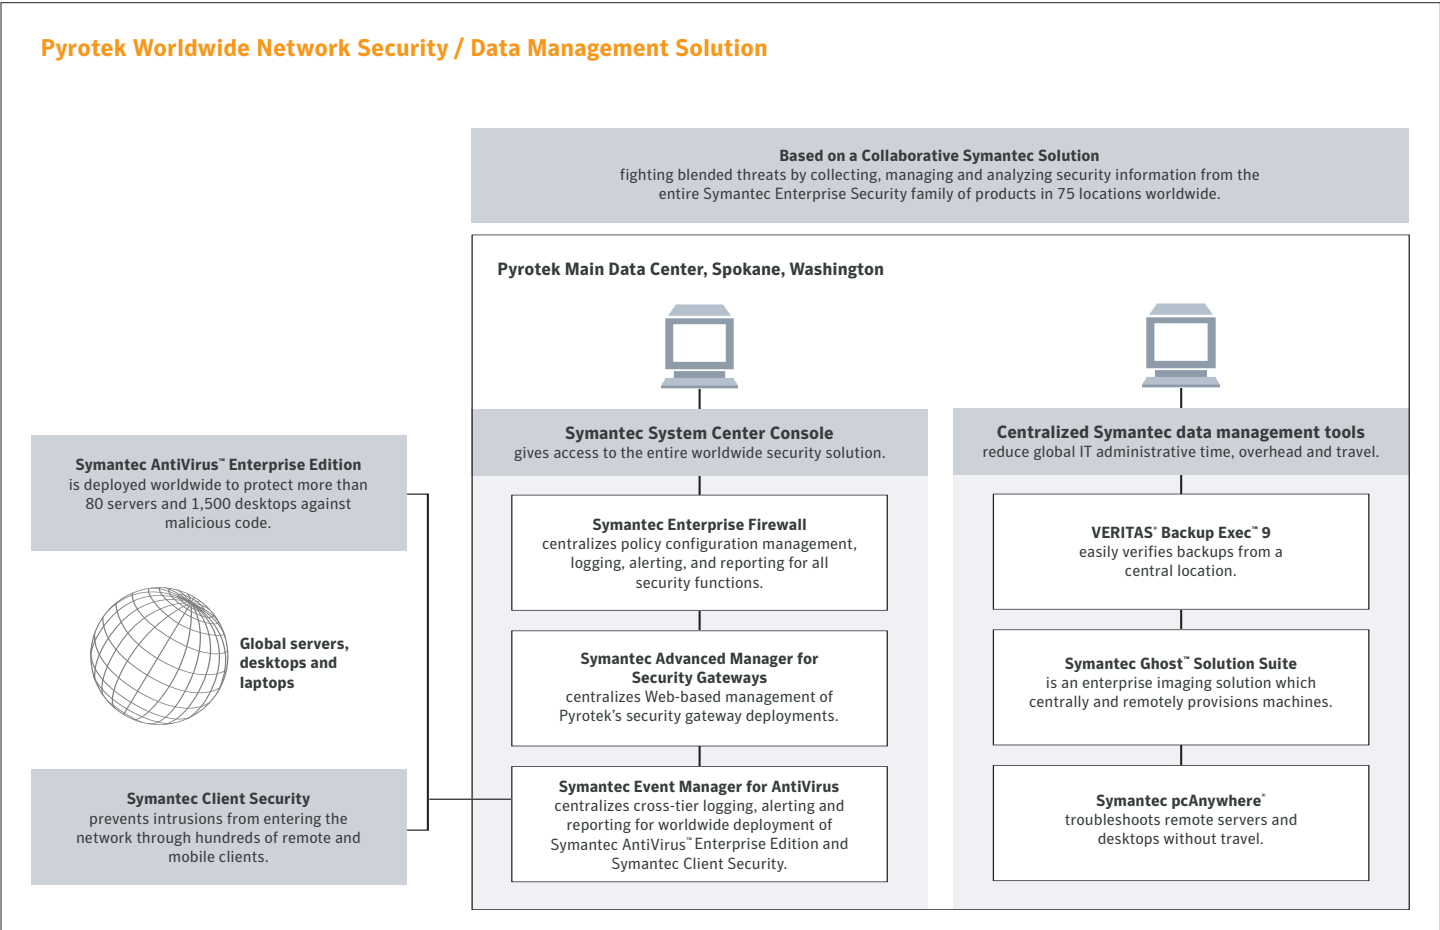 Pyrotek Worldwide Network Security / Data Management Solution
Based on a Collaborative Symantec Solution
fighting blended threats by collecting, managing and analyzing security information from the
entire Symantec Enterprise Security family of products in 75 locations worldwide.
Pyrotek Main Data Center, Spokane, Washington
Symantec AntiVirus™ Enterprise Edition
is deployed worldwide to protect more than
80 servers and 1,500 desktops against
malicious code.
Global servers,
desktops and
laptops
Symantec Client Security
prevents intrusions from entering the
network through hundreds of remote and
mobile clients.
Symantec System Center Console
gives access to the entire worldwide security solution.
Symantec Enterprise Firewall
centralizes policy configuration management,
logging, alerting, and reporting for all
security functions.
Symantec Advanced Manager for
Security Gateways
centralizes Web-based management of
Pyrotek's security gateway deployments.
Symantec Event Manager for AntiVirus
centralizes cross-tier logging, alerting and
reporting for worldwide deployment of
Symantec AntiVirus™ Enterprise Edition and
Symantec Client Security.
Centralized Symantec data management tools
reduce global IT administrative time, overhead and travel.
VERITAS® Backup Exec™ 9
easily verifies backups from a
central location.
Symantec Ghost™ Solution Suite
is an enterprise imaging solution which
centrally and remotely provisions machines.
Symantec pcAnywhere®
troubleshoots remote servers and
desktops without travel.